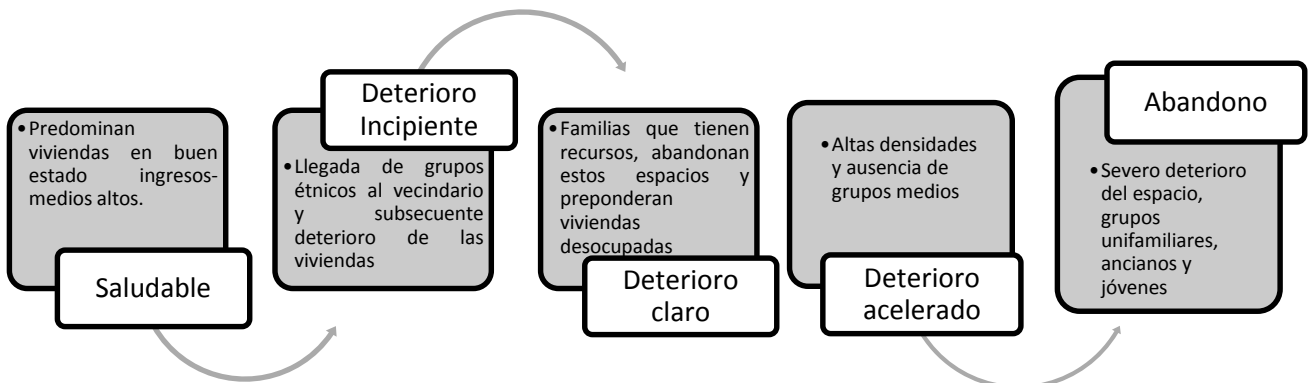 •Predominan
viviendas en buen
estado ingresos-
medios altos.
Saludable
Deterioro
Incipiente
•Llegada de grupos
étnicos al vecindario
y subsecuente
deterioro de las
viviendas
•Familias que tienen
recursos, abandonan
estos espacios y
preponderan
viviendas
desocupadas
Deterioro
claro
•Altas densidades
y ausencia de
grupos medios
Deterioro
acelerado
Abandono
•Severo deterioro
del espacio,
grupos
unifamiliares,
ancianos y
jóvenes